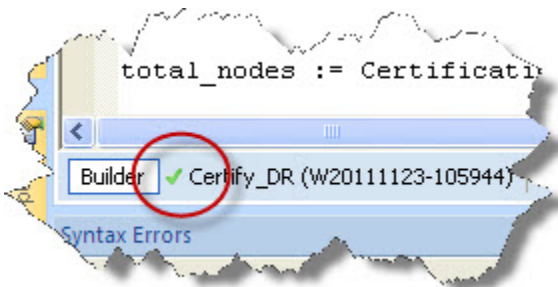 total_nodes := Certificati
Builder Certify_DR (W20111123-105944)
Syntax Errors